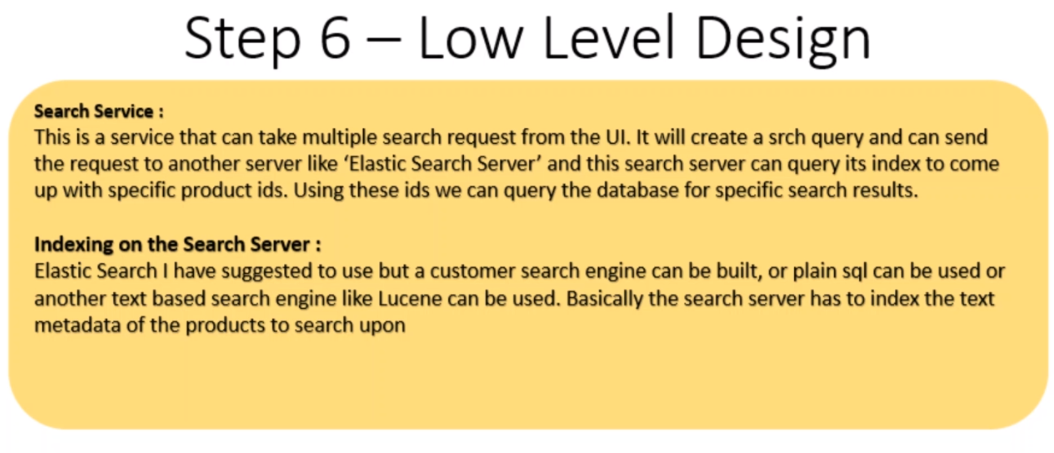 Step 6 – Low Level Design
Search Service :
This is a service that can take multiple search request from the UI. It will create a srch query and can send
the request to another server like ‘Elastic Search Server’ and this search server can query its index to come
up with specific product ids. Using these ids we can query the database for specific search results.
Indexing on the Search Server :
Elastic Search I have suggested to use but a customer search engine can be built, or plain sql can be used or
another text based search engine like Lucene can be used. Basically the search server has to index the text
metadata of the products to search upon